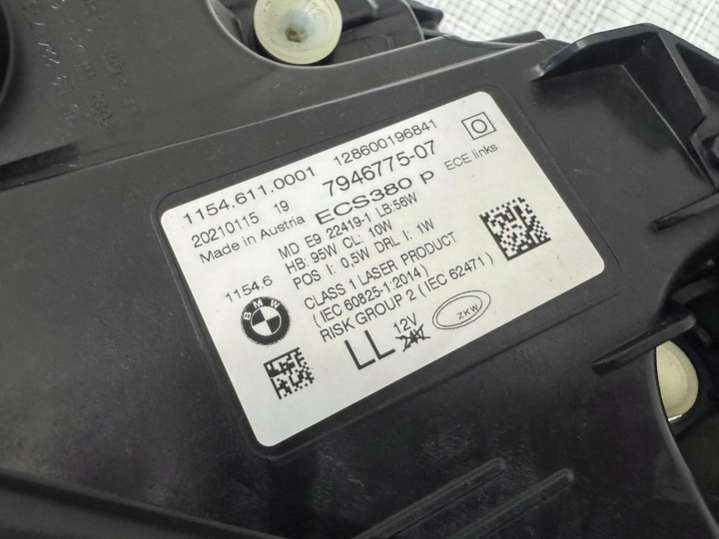 1154.611.0001 128600196841
20210115 19 7946775-07
Made in Austria ECS380 P ECE links
MD E9 22419-1 LB:56W
HB: 95W CL: 10W
POS I: 0,5W DRL I: 1W
1154.6
BMW
CLASS 1 LASER PRODUCT
(IEC 60825-1:2014)
RISK GROUP 2 (IEC 62471)
LL 12V
24V
ZKW